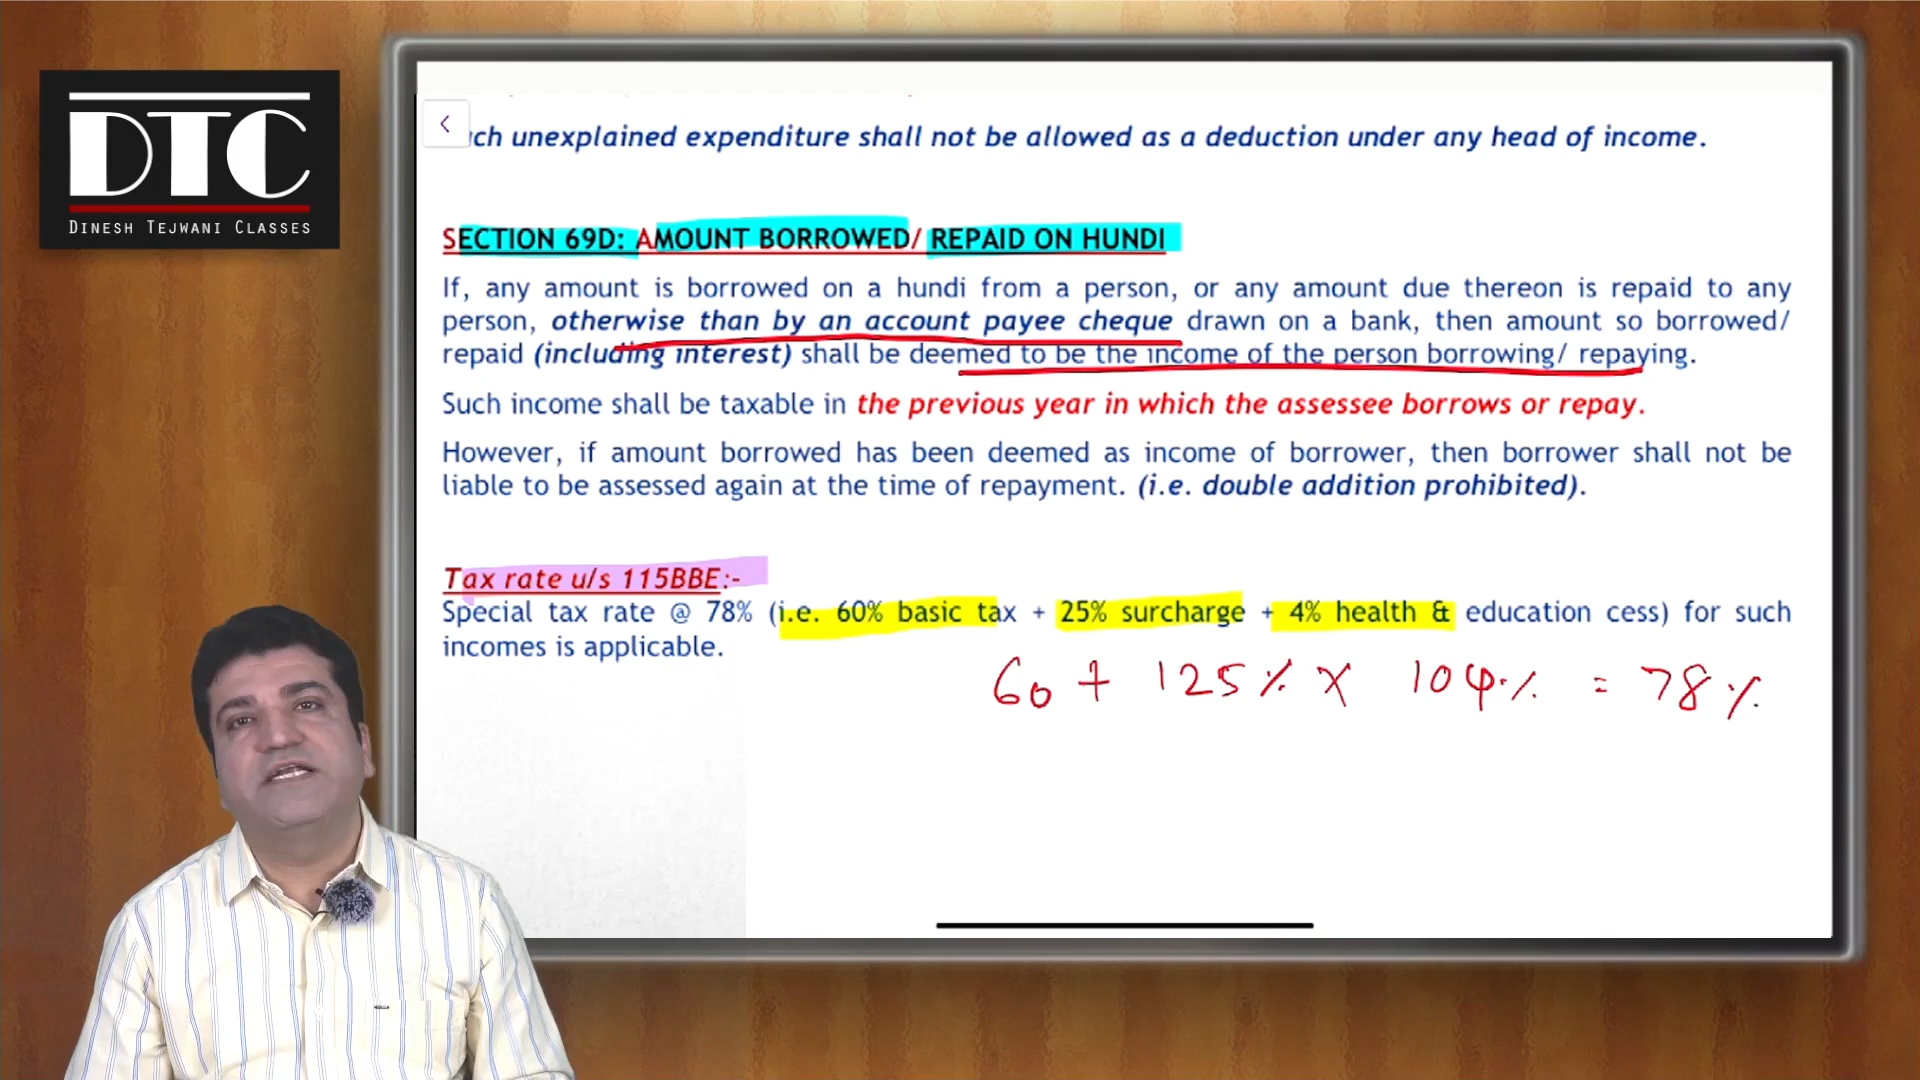 DTC
DINESH TEJWANI CLASSES
ch unexplained expenditure shall not be allowed as a deduction under any head of income.
SECTION 69D: AMOUNT BORROWED/ REPAID ON HUNDI
If, any amount is borrowed on a hundi from a person, or any amount due thereon is repaid to any
person, otherwise than by an account payee cheque drawn on a bank, then amount so borrowed/
repaid (including interest) shall be deemed to be the income of the person borrowing/ repaying.
Such income shall be taxable in the previous year in which the assessee borrows or repay.
However, if amount borrowed has been deemed as income of borrower, then borrower shall not be
liable to be assessed again at the time of repayment. (i.e. double addition prohibited).
Tax rate u/s 115BBE:-
Special tax rate @ 78% (i.e. 60% basic tax + 25% surcharge + 4% health & education cess) for such
incomes is applicable.
60 + 125% x 104% = 78%